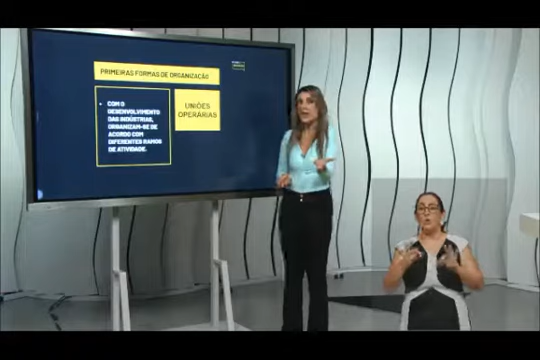 PRIMEIRAS FORMAS DE ORGANIZAÇÃO
• COM O
DESENVOLVIMENTO
DAS INDÚSTRIAS,
ORGANIZAM-SE DE
ACORDO COM
DIFERENTES RAMOS
DE ATIVIDADE.
UNIÕES
OPERÁRIAS